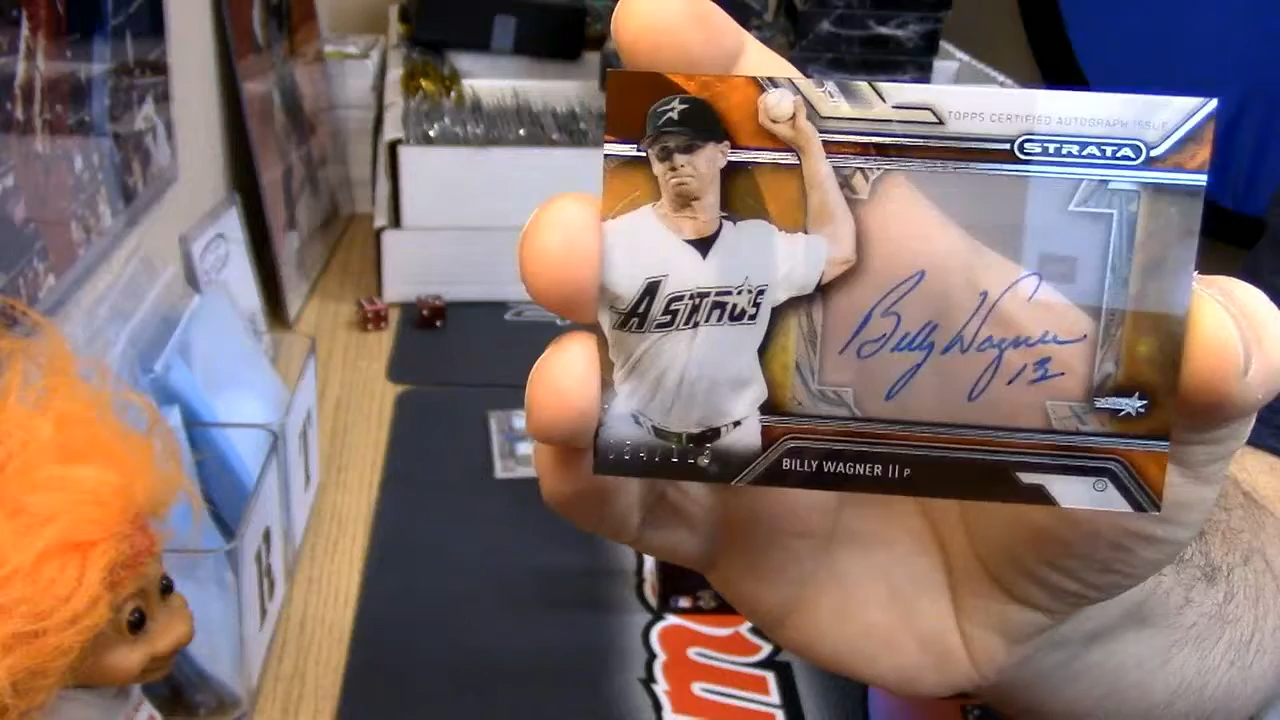 TOPPS CERTIFIED AUTOGRAPH ISSUE
STRATA
ASTROS
Billy Wagner
13
BILLY WAGNER || P
T
R